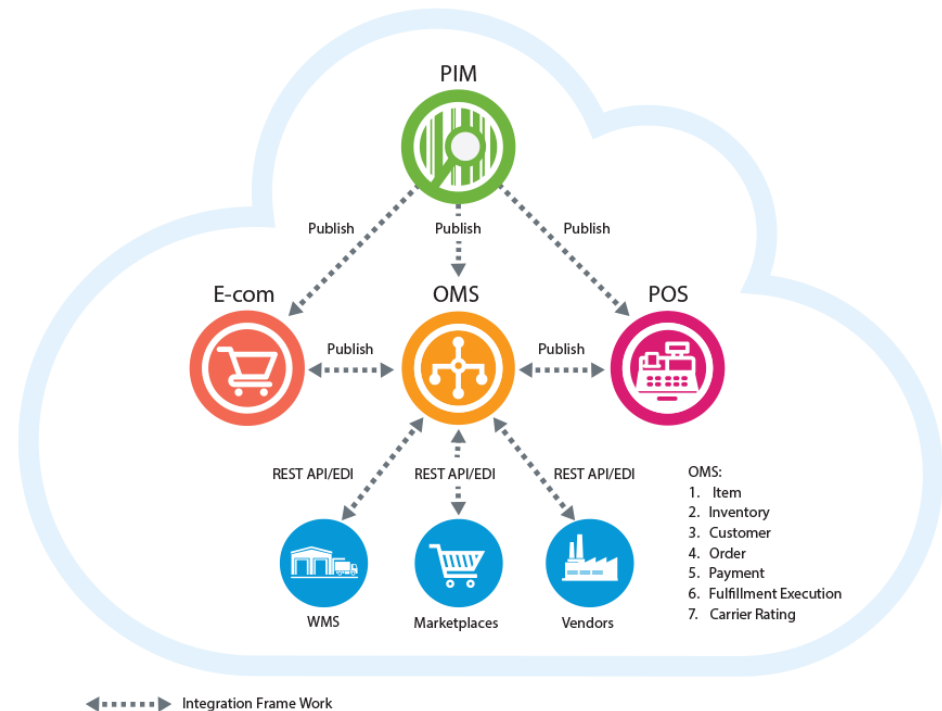 PIM
Publish
Publish
Publish
E-com
OMS
POS
Publish
Publish
REST API/EDI
REST API/EDI
REST API/EDI
OMS:
1. Item
2. Inventory
3. Customer
4. Order
5. Payment
6. Fulfillment Execution
7. Carrier Rating
WMS
Marketplaces
Vendors
Integration Frame Work